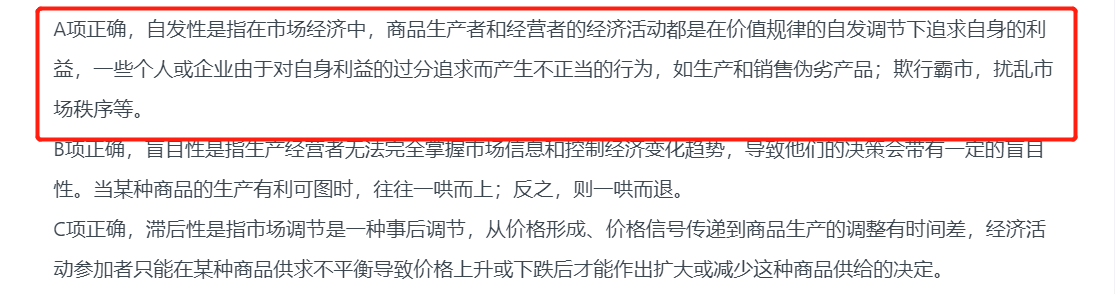 A项正确，自发性是指在市场经济中，商品生产者和经营者的经济活动都是在价值规律的自发调节下追求自身的利
益，一些个人或企业由于对自身利益的过分追求而产生不正当的行为，如生产和销售伪劣产品；欺行霸市，扰乱市
场秩序等。
B项正确，盲目性是指生产经营者无法完全掌握市场信息和控制经济变化趋势，导致他们的决策会带有一定的盲目
性。当某种商品的生产有利可图时，往往一哄而上；反之，则一哄而退。
C项正确，滞后性是指市场调节是一种事后调节，从价格形成、价格信号传递到商品生产的调整有时间差，经济活
动参加者只能在某种商品供求不平衡导致价格上升或下跌后才能作出扩大或减少这种商品供给的决定。